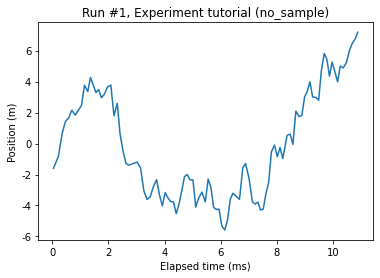 Run #1, Experiment tutorial (no_sample)
Position (m)
6
4
2
0
-2
-4
-6
0 2 4 6 8 10
Elapsed time (ms)